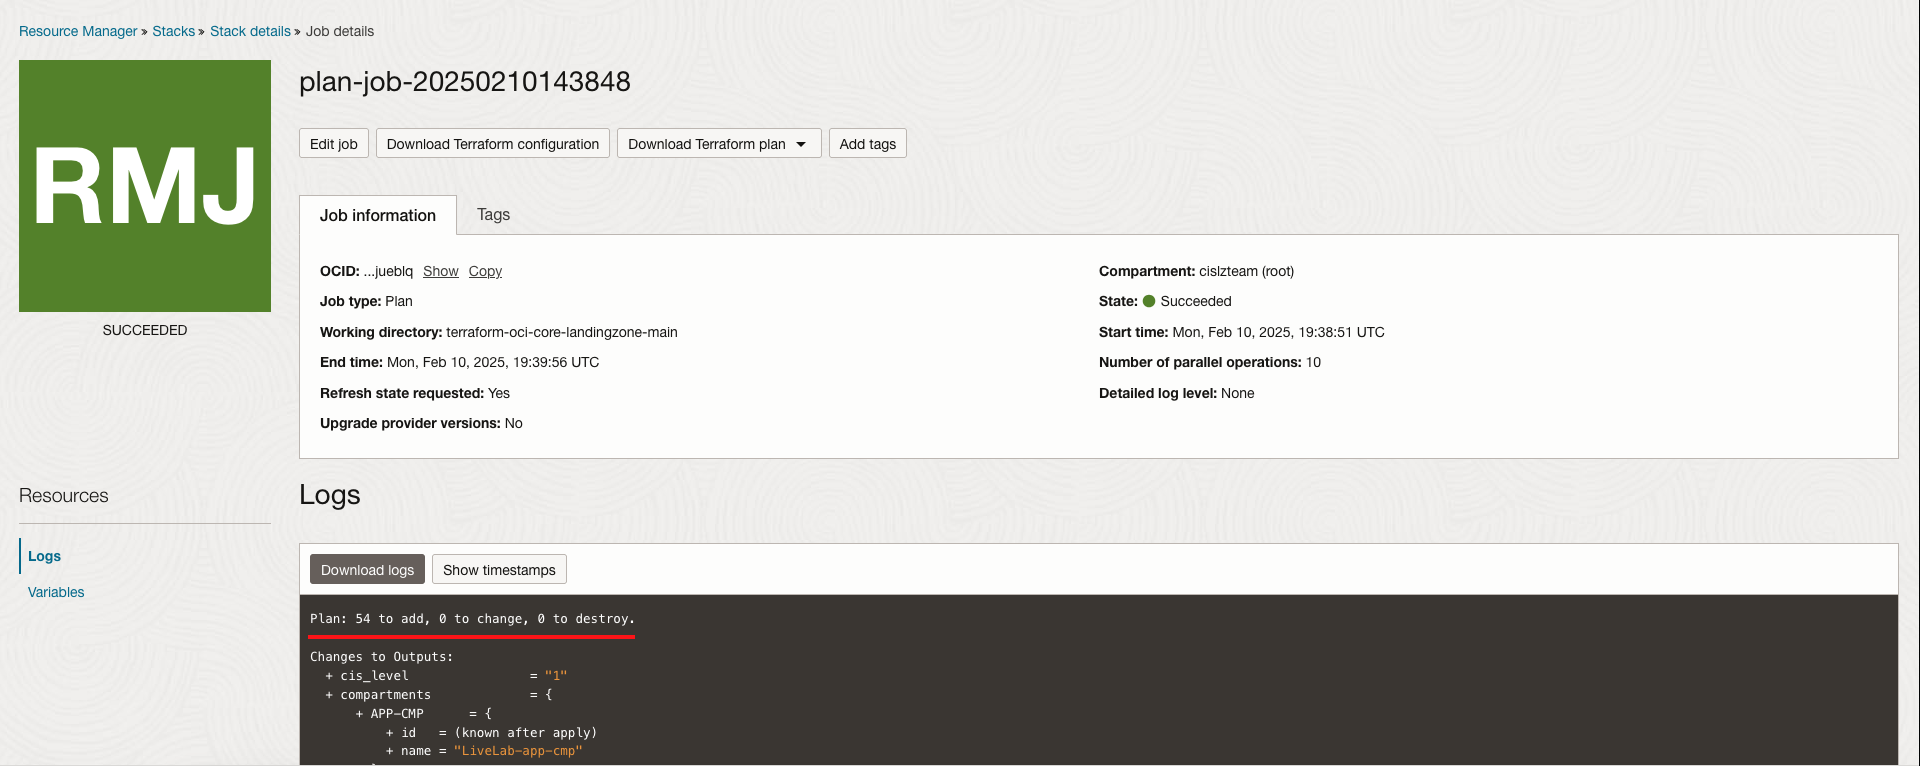 Resource Manager » Stacks » Stack details » Job details
RMJ
SUCCEEDED
plan-job-20250210143848
Edit job Download Terraform configuration Download Terraform plan Add tags
Job information Tags
OCID: ...jueblq Show Copy
Job type: Plan
Working directory: terraform-oci-core-landingzone-main
End time: Mon, Feb 10, 2025, 19:39:56 UTC
Refresh state requested: Yes
Upgrade provider versions: No
Compartment: cislzteam (root)
State: Succeeded
Start time: Mon, Feb 10, 2025, 19:38:51 UTC
Number of parallel operations: 10
Detailed log level: None
Resources
Logs
Variables
Logs
Download logs Show timestamps
Plan: 54 to add, 0 to change, 0 to destroy.
Changes to Outputs:
+ cis_level = "1"
+ compartments = {
+ APP-CMP = {
+ id = (known after apply)
+ name = "LiveLab-app-cmp"